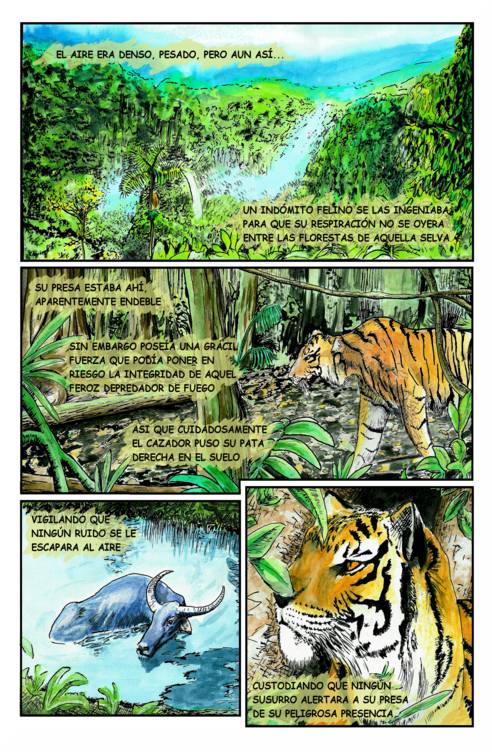 EL AIRE ERA DENSO, PESADO, PERO AUN ASÍ...
UN INDÓMITO FELINO SE LAS INGENIABA
PARA QUE SU RESPIRACIÓN NO SE OYERA
ENTRE LAS FLORESTAS DE AQUELLA SELVA
SU PRESA ESTABA AHÍ,
APARENTEMENTE ENDEBLE
SIN EMBARGO POSEÍA UNA GRÁCIL
FUERZA QUE PODÍA PONER EN
RIESGO LA INTEGRIDAD DE AQUEL
FEROZ DEPREDADOR DE FUEGO
ASI QUE CUIDADOSAMENTE
EL CAZADOR PUSO SU PATA
DERECHA EN EL SUELO
VIGILANDO QUE
NINGÚN RUIDO SE LE
ESCAPARA AL AIRE
CUSTODIANDO QUE NINGÚN
SUSURRO ALERTARA A SU PRESA
DE SU PELIGROSA PRESENCIA